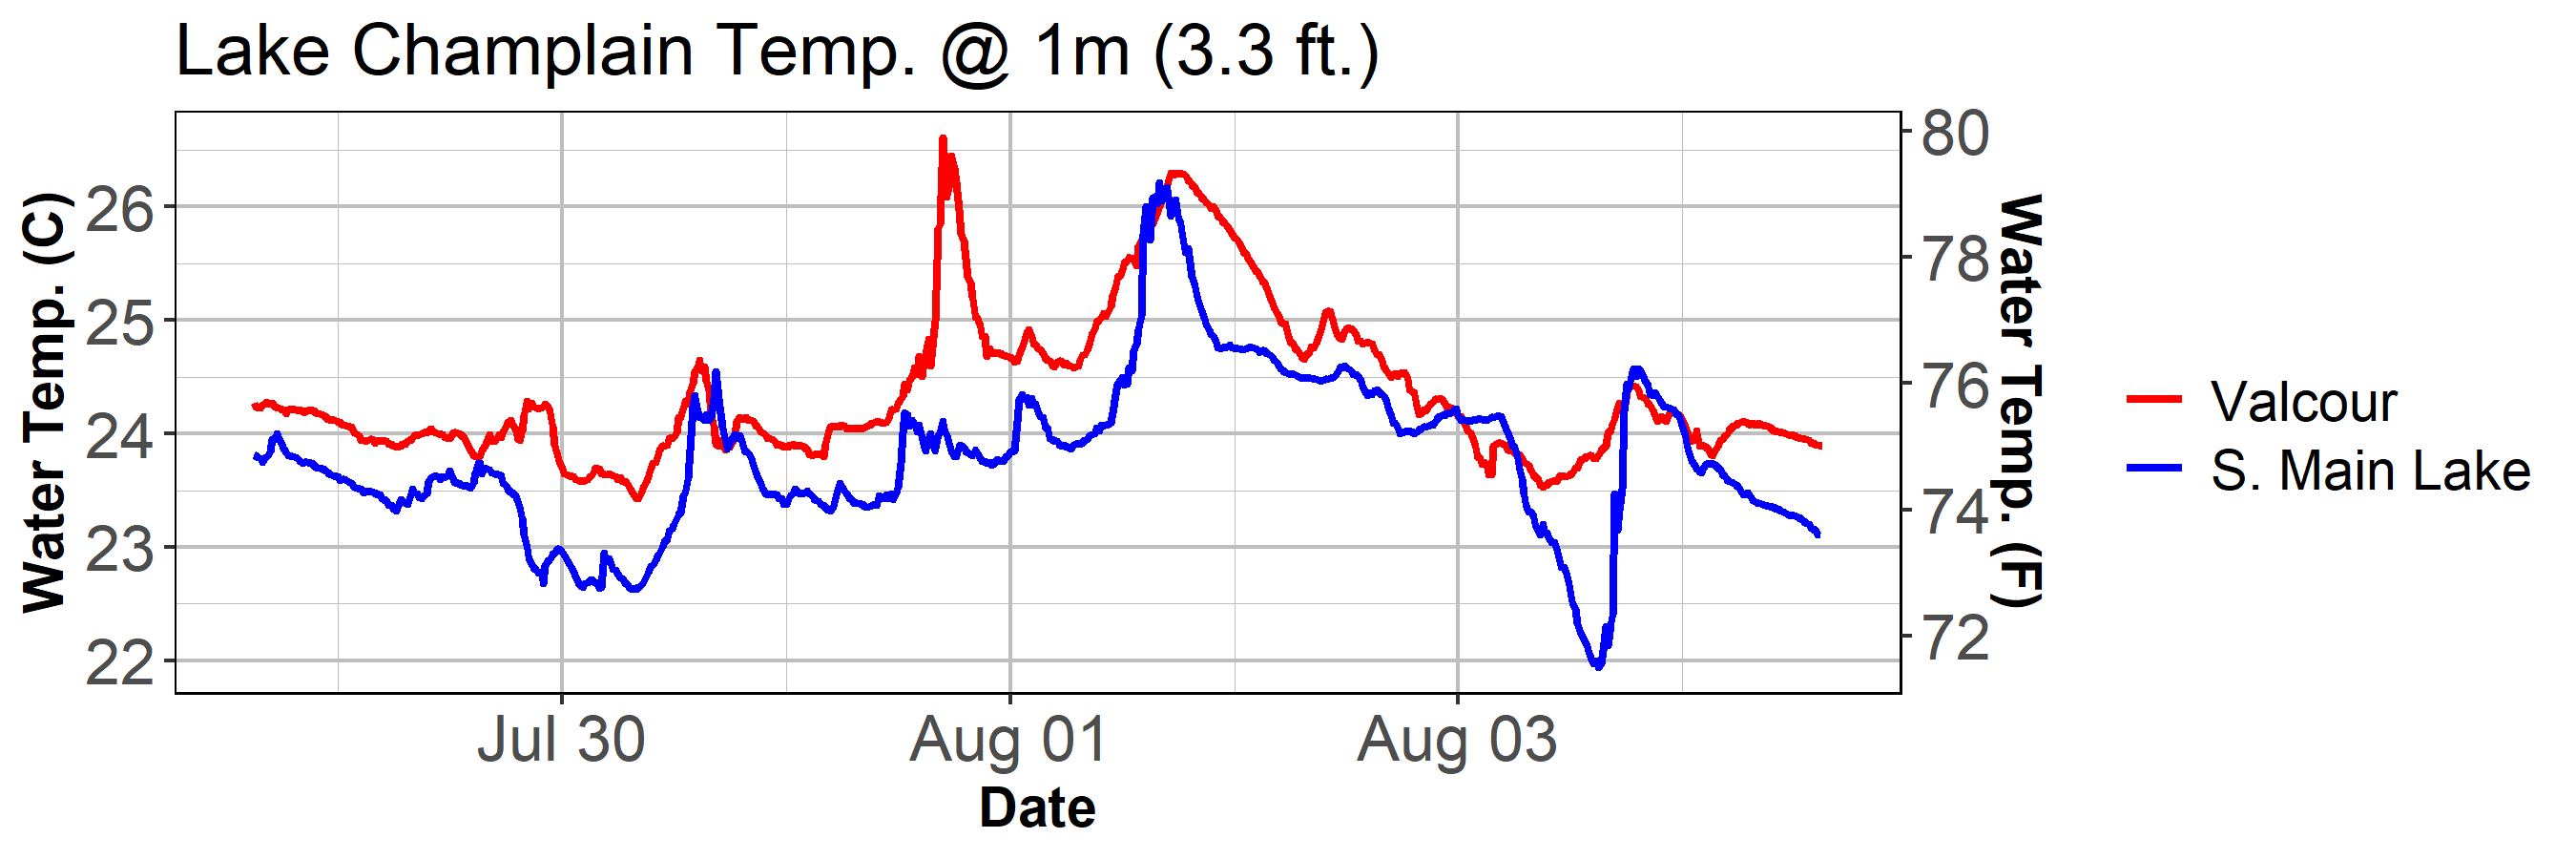 Lake Champlain Temp. @ 1m (3.3 ft.)
Water Temp. (C)
26
25
24
23
22
80
78
76
74
72
Water Temp. (F)
Jul 30
Aug 01
Aug 03
Date
Valcour
S. Main Lake